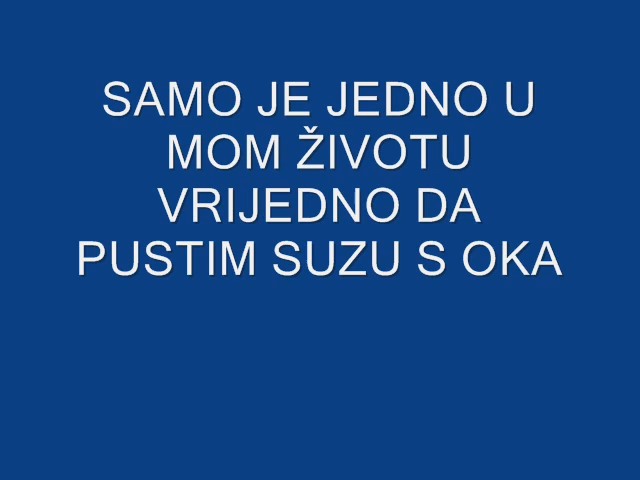 SAMO JE JEDNO U
MOM ŽIVOTU
VRIJEDNO DA
PUSTIM SUZU S OKA